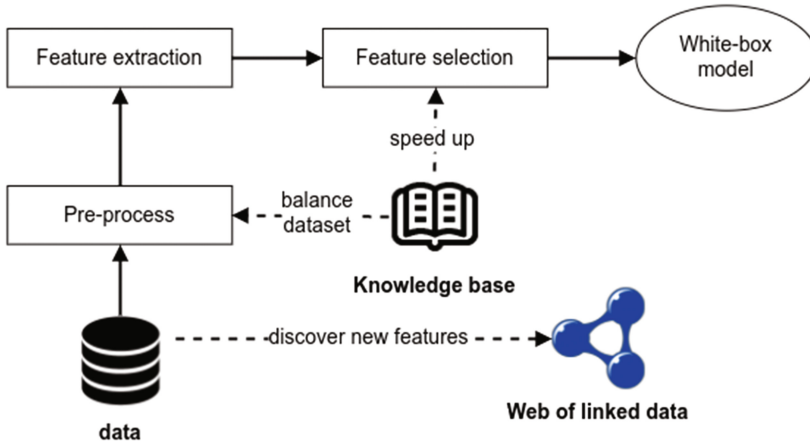 Feature extraction
Feature selection
White-box
model
speed up
Pre-process
balance
dataset
Knowledge base
discover new features
Web of linked data
data